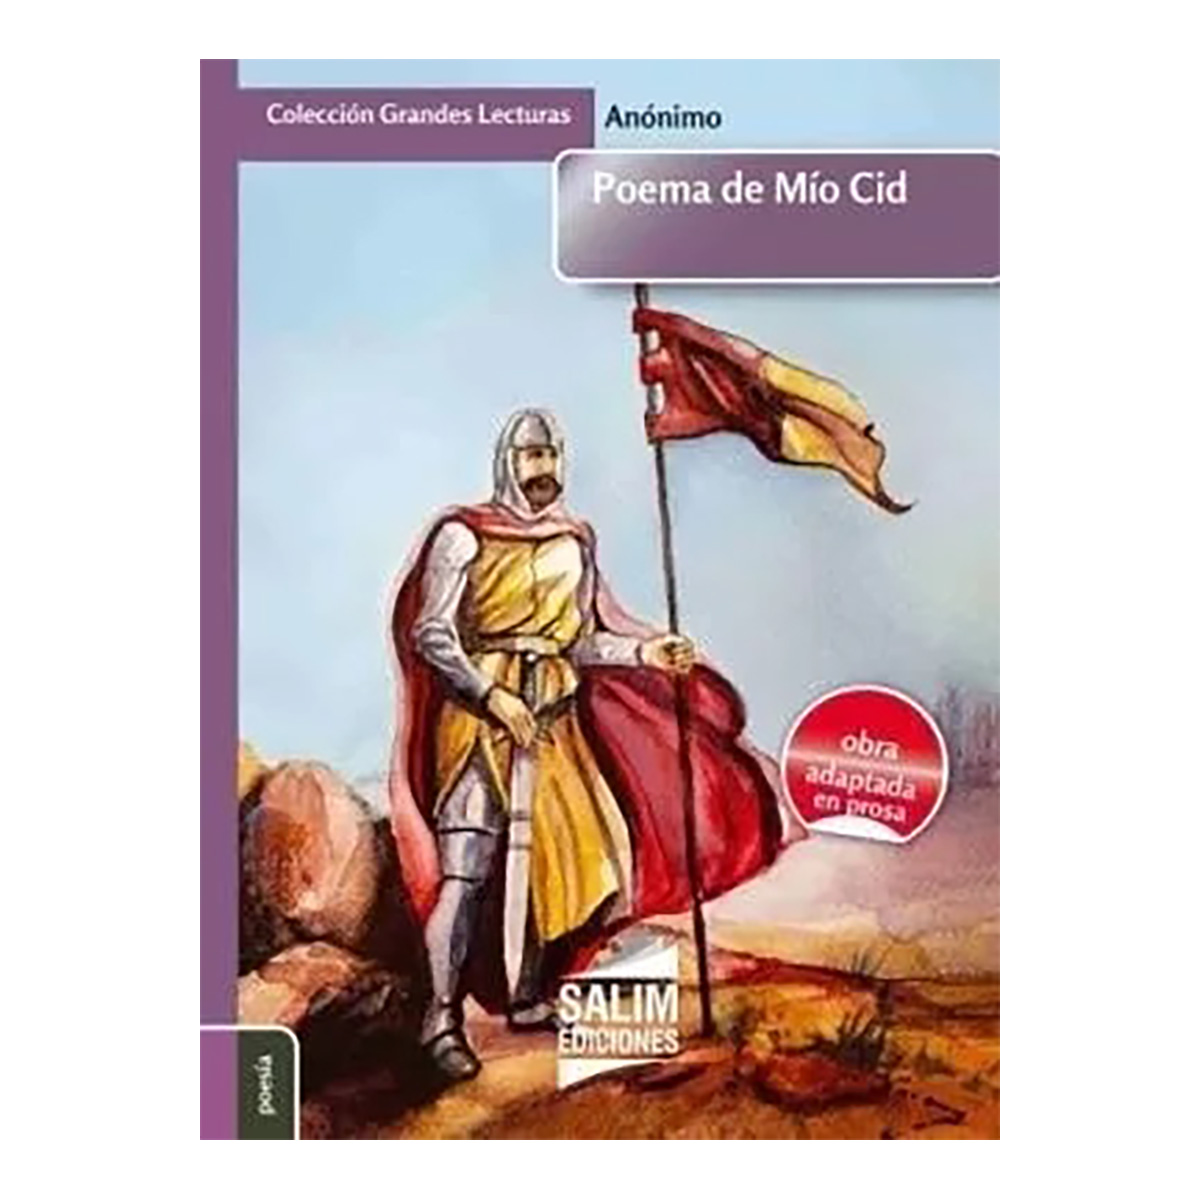 Colección Grandes Lecturas
Anónimo
Poema de Mío Cid
obra
adaptada
en prosa
SALIM
EDICIONES
poesía